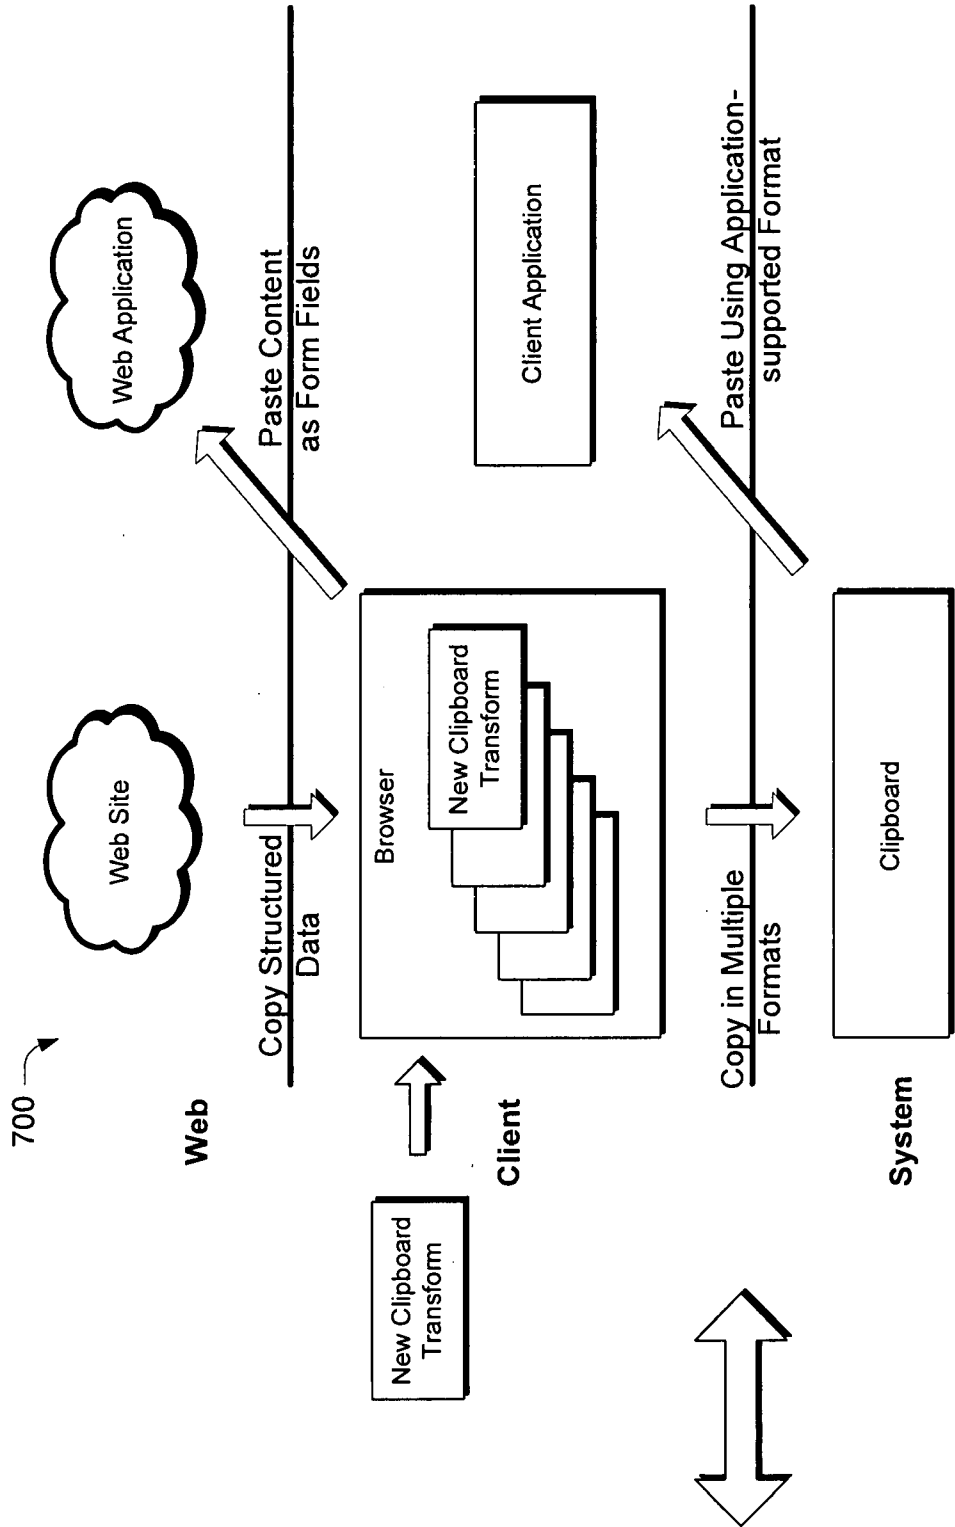 700
Web
Web Site
Web Application
Copy Structured
Data
Paste Content
as Form Fields
New Clipboard
Transform
Client
Browser
New Clipboard
Transform
Client Application
Copy in Multiple
Formats
Paste Using Application-
supported Format
System
Clipboard